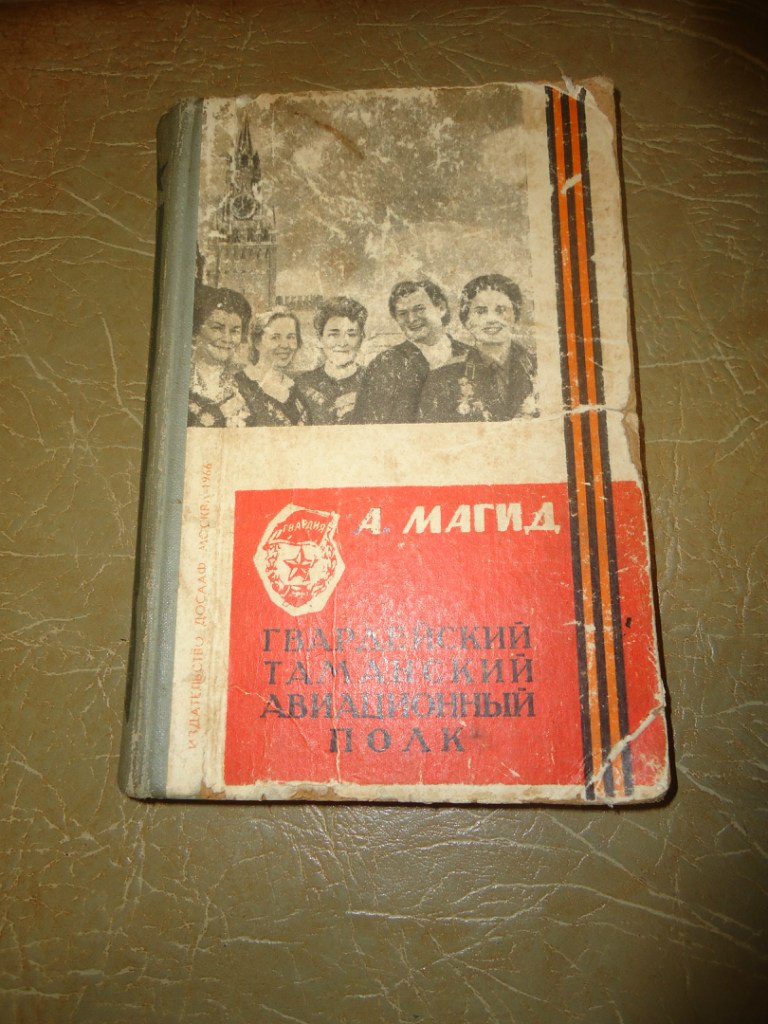 А. МАГИД
ГВАРДИЯ
ГВАРДЕЙСКИЙ
ТАМАНСКИЙ
АВИАЦИОННЫЙ
ПОЛК
ИЗДАТЕЛЬСТВО ДОСААФ МОСКВА-1966